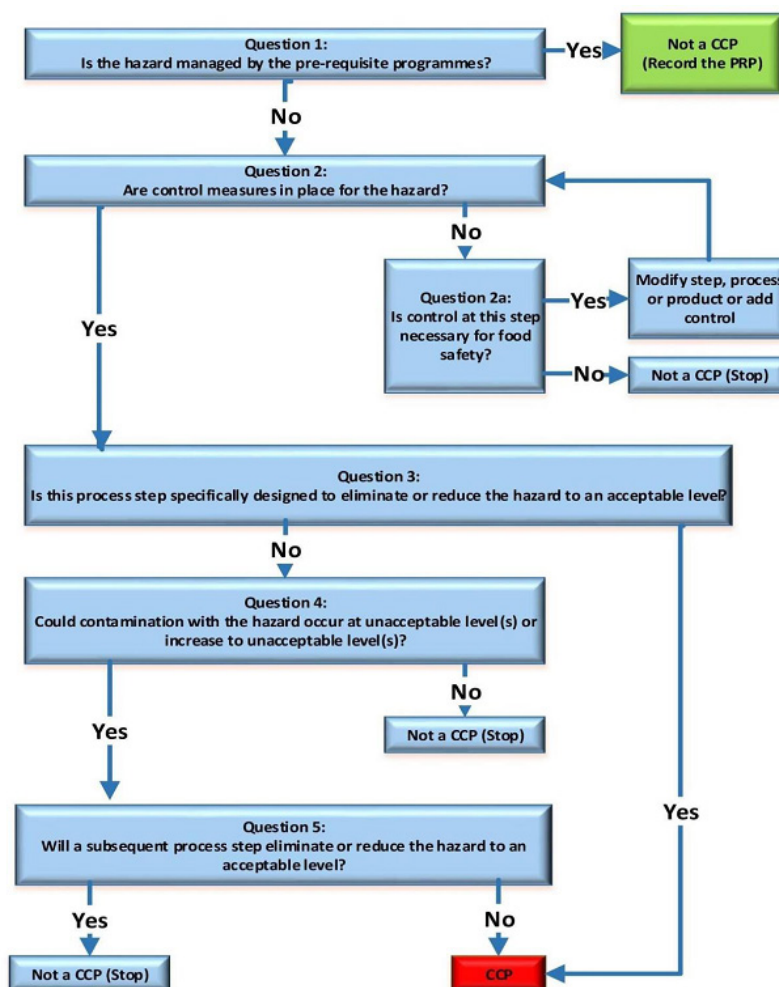 Question 1:
Is the hazard managed by the pre-requisite programmes?
Yes
Not a CCP
(Record the PRP)
No
Question 2:
Are control measures in place for the hazard?
No
Yes
Question 2a:
Is control at this step
necessary for food
safety?
Yes
Modify step, process
or product or add
control
No
Not a CCP (Stop)
Question 3:
Is this process step specifically designed to eliminate or reduce the hazard to an acceptable level?
No
Question 4:
Could contamination with the hazard occur at unacceptable level(s) or
increase to unacceptable level(s)?
Yes
No
Not a CCP (Stop)
Yes
Question 5:
Will a subsequent process step eliminate or reduce the hazard to an
acceptable level?
Yes
No
Not a CCP (Stop)
CCP